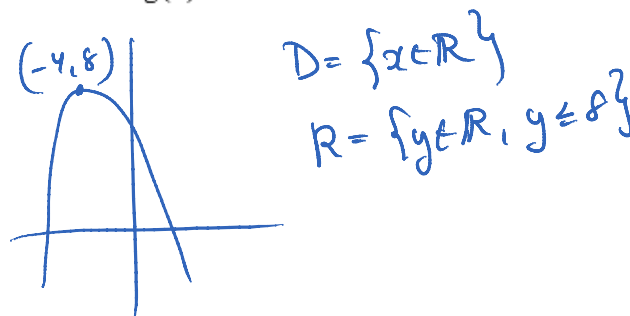 (-4,8)
D= {x∈ℝ}
R= {y∈ℝ, y≤8}